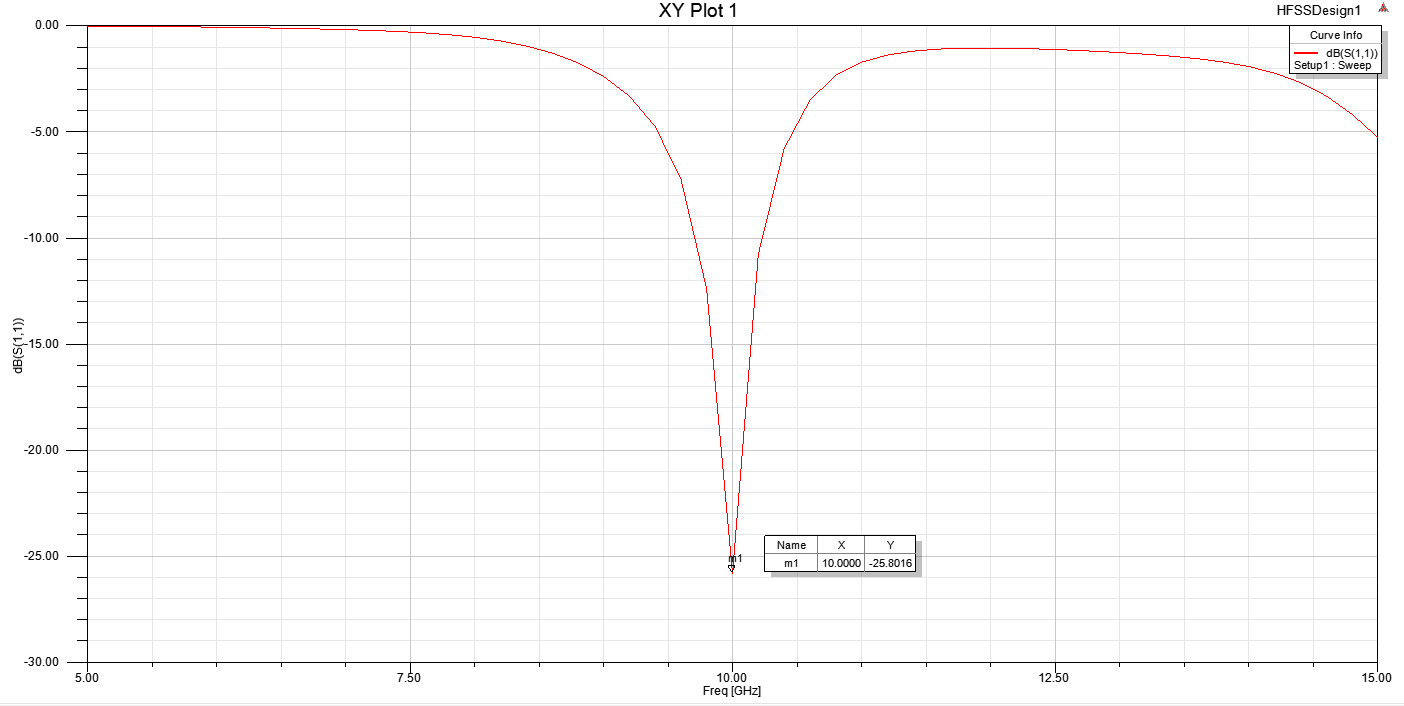 XY Plot 1
HFSSDesign1
Curve Info
dB(S(1,1))
Setup1 : Sweep
0.00
-5.00
-10.00
-15.00
-20.00
-25.00
-30.00
dB(S(1,1))
m1
Name X Y
m1 10.0000 -25.8016
5.00 7.50 10.00 12.50 15.00
Freq [GHz]